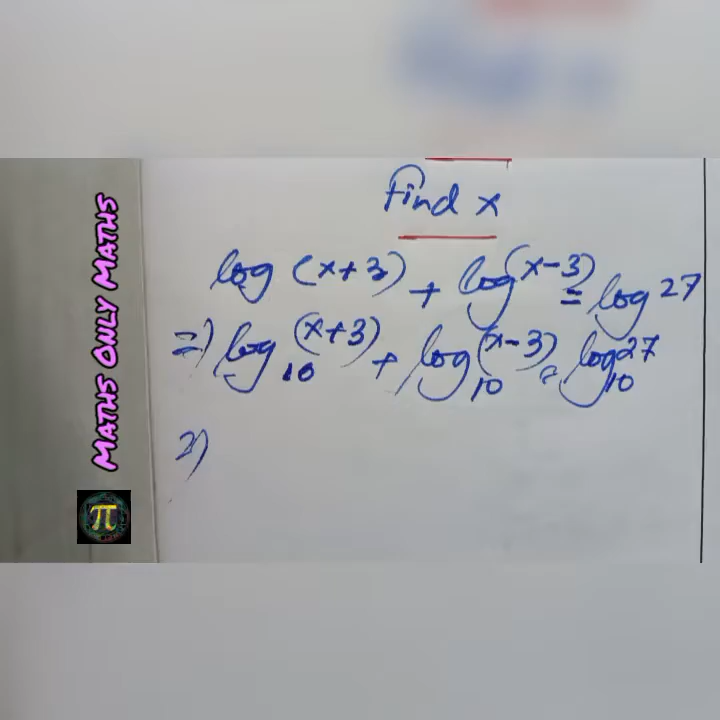 Find x
log (x+3) + log (x-3) = log 27
=) log₁₀ (x+3) + log₁₀ (x-3) = log₁₀ 27
=)
MATHS ONLY MATHS
π